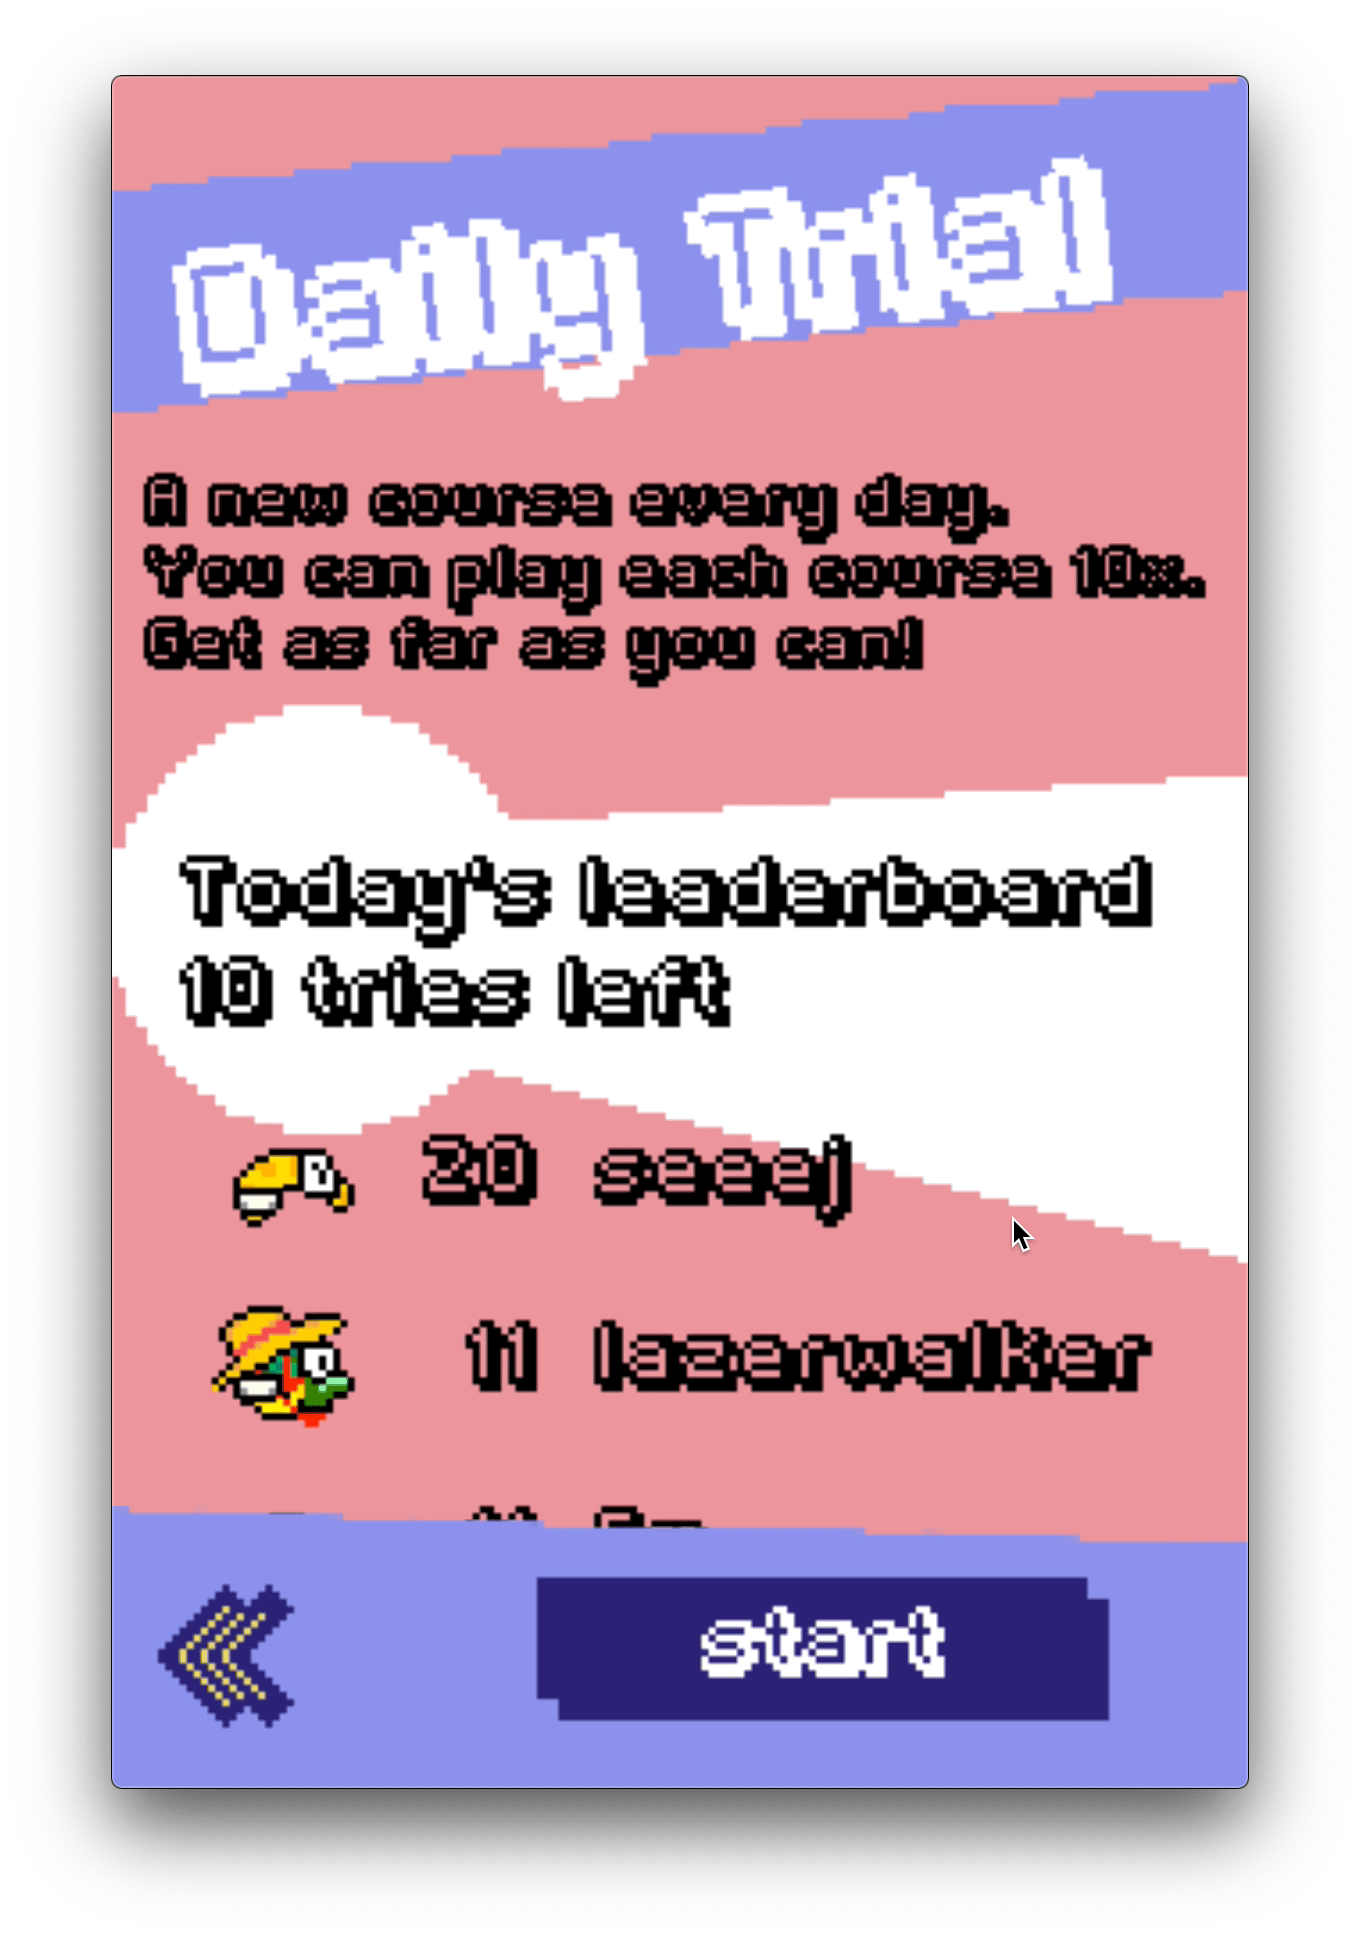 Daily Trial
A new course every day.
You can play each course 10x.
Get as far as you can!
Today's leaderboard
10 tries left
20 seeej
11 lazerwalker
start